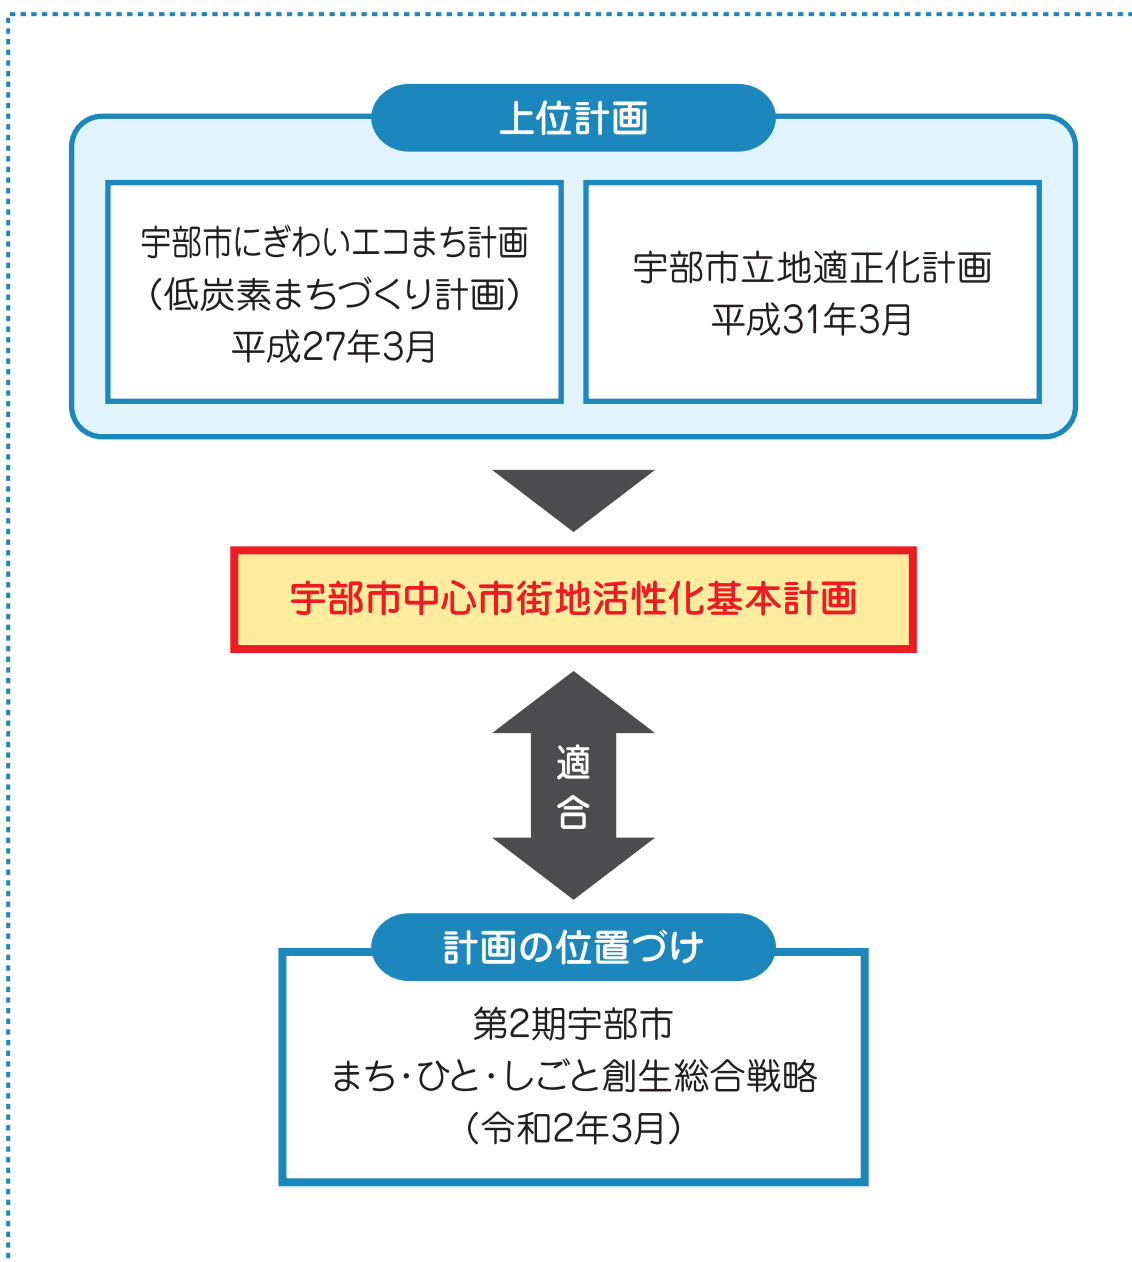 上位計画
宇部市にぎわいエコまち計画
（低炭素まちづくり計画）
平成27年3月
宇部市立地適正化計画
平成31年3月
宇部市中心市街地活性化基本計画
適
合
計画の位置づけ
第2期宇部市
まち・ひと・しごと創生総合戦略
（令和2年3月）